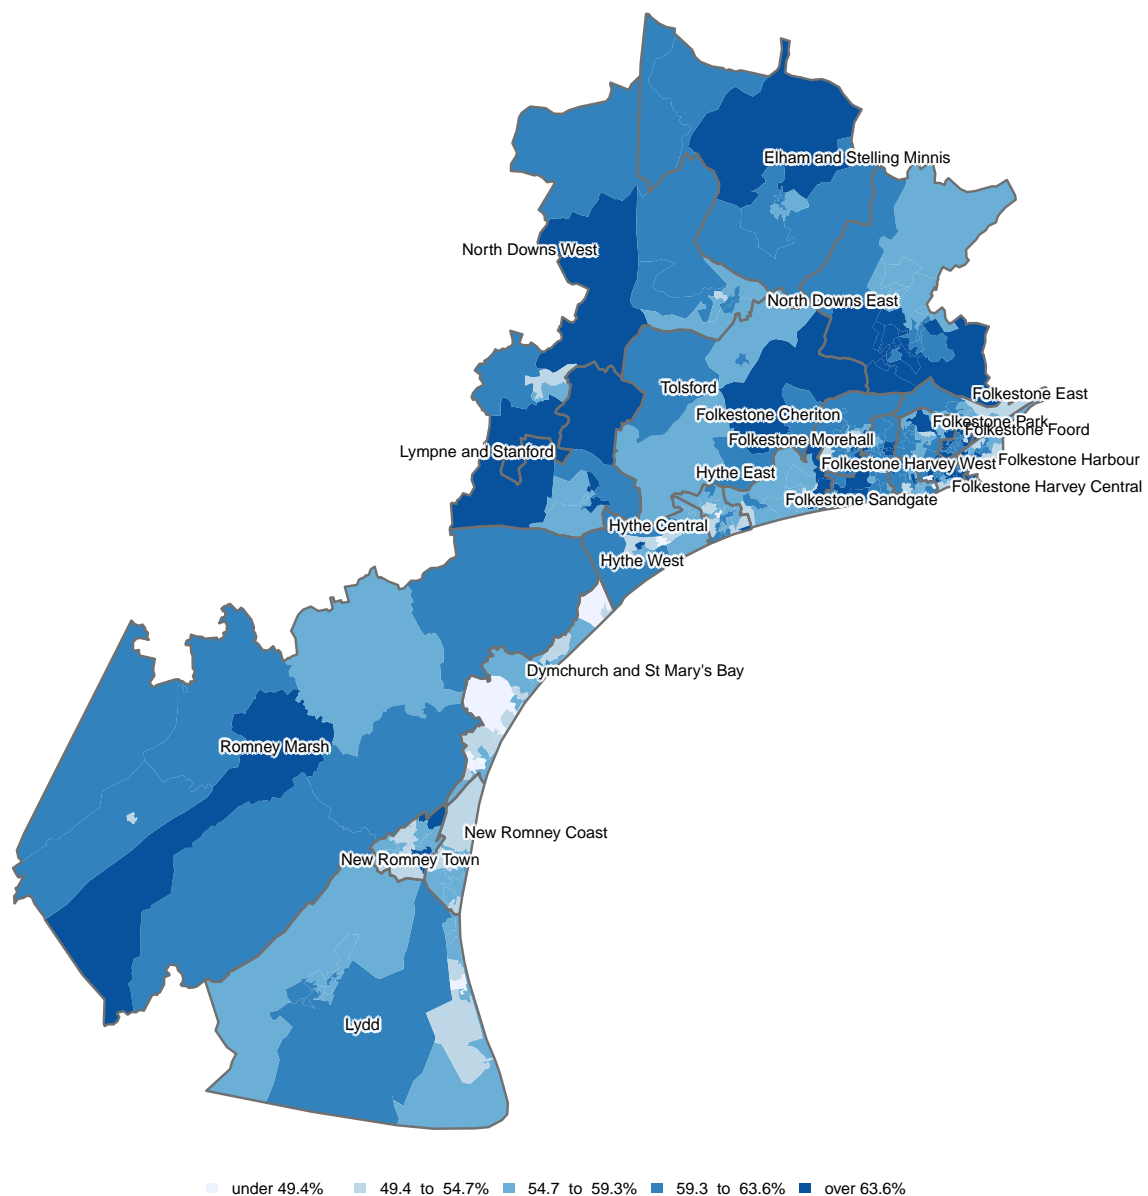 Elham and Stelling Minnis
North Downs West
North Downs East
Tolsford
Folkestone East
Folkestone Cheriton
Folkestone Park
Folkestone Foord
Folkestone Morehall
Lympne and Stanford
Folkestone Harvey West
Folkestone Harbour
Hythe East
Folkestone Harvey Central
Folkestone Sandgate
Hythe Central
Hythe West
Dymchurch and St Mary's Bay
Romney Marsh
New Romney Coast
New Romney Town
Lydd
under 49.4% 49.4 to 54.7% 54.7 to 59.3% 59.3 to 63.6% over 63.6%